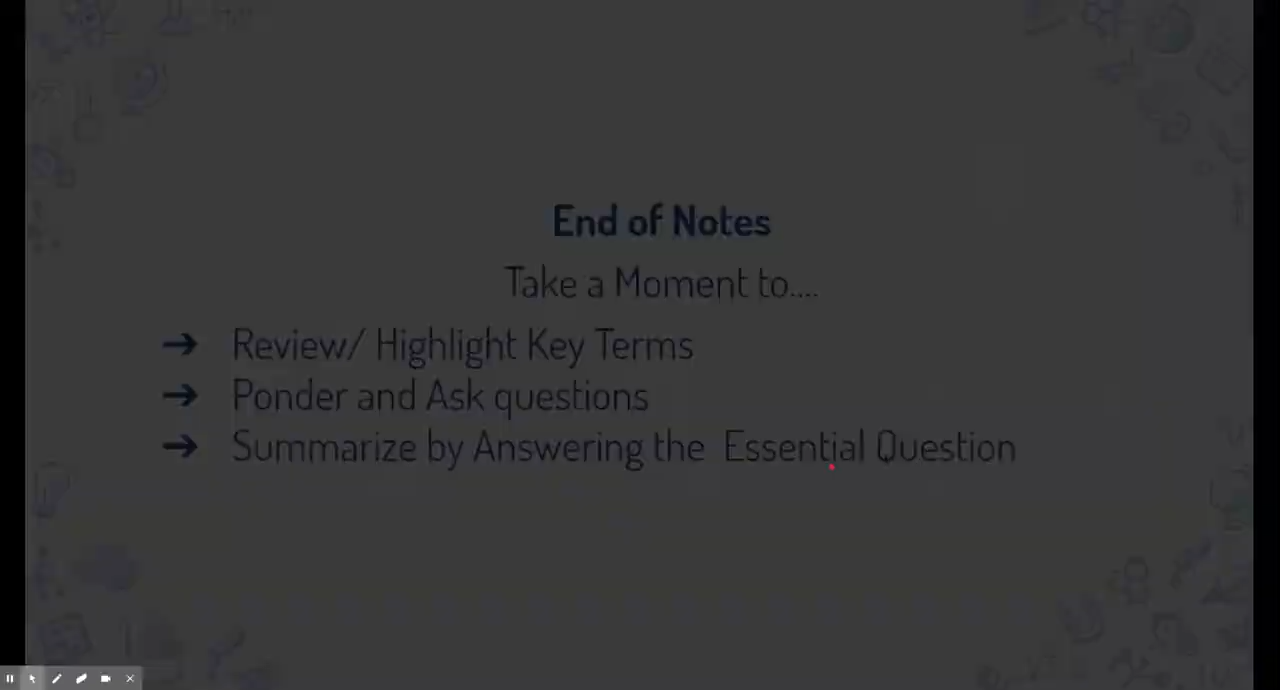 End of Notes
Take a Moment to....
➔ Review/ Highlight Key Terms
➔ Ponder and Ask questions
➔ Summarize by Answering the Essential Question